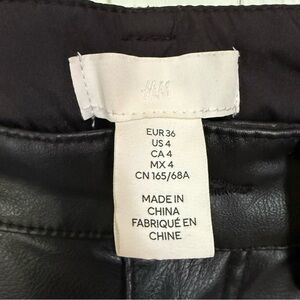 H&M
EUR 36
US 4
CA 4
MX 4
CN 165/68A
MADE IN
CHINA
FABRIQUÉ EN
CHINE